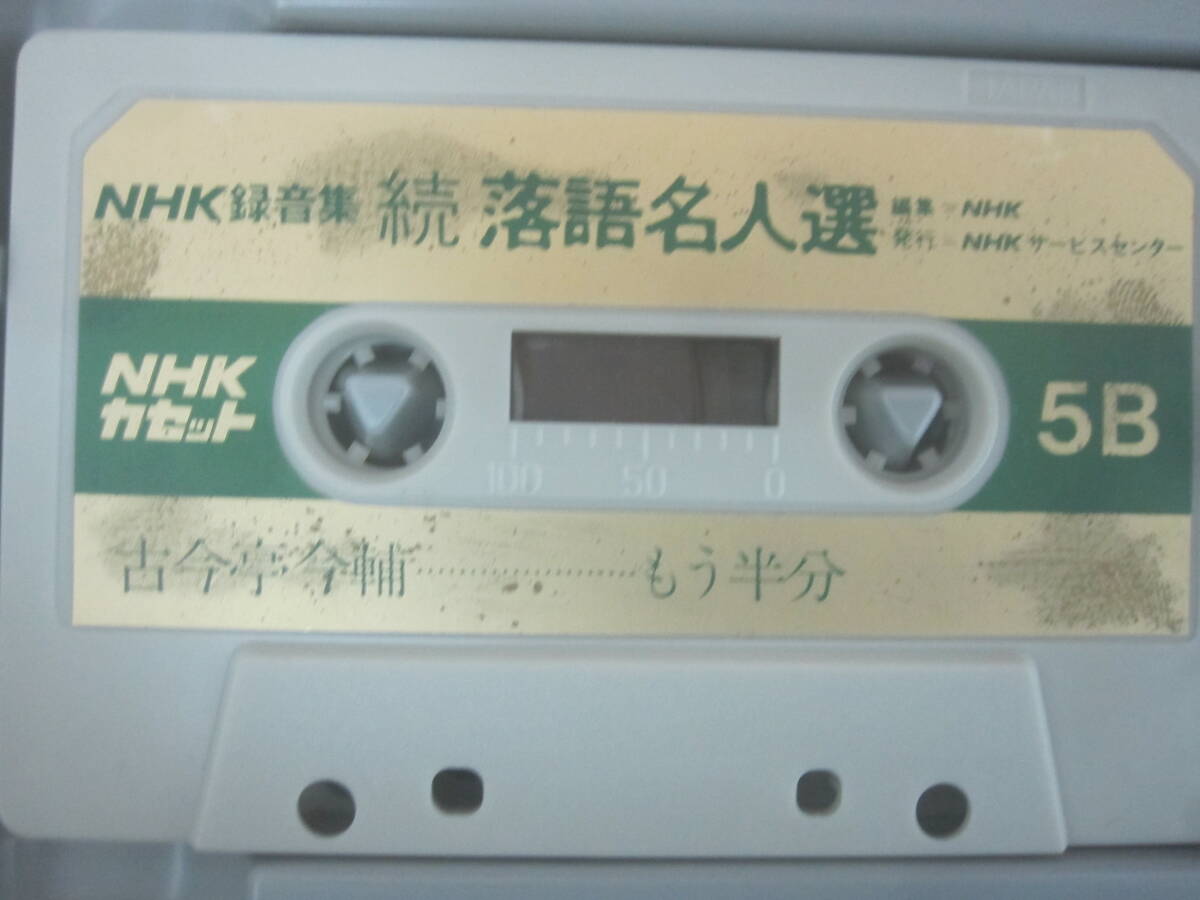 NHK録音集 続 落語名人選
編集-NHK
発行-NHKサービスセンター
NHK
カセット
5B
100 50 0
古今亭今輔………………もう半分